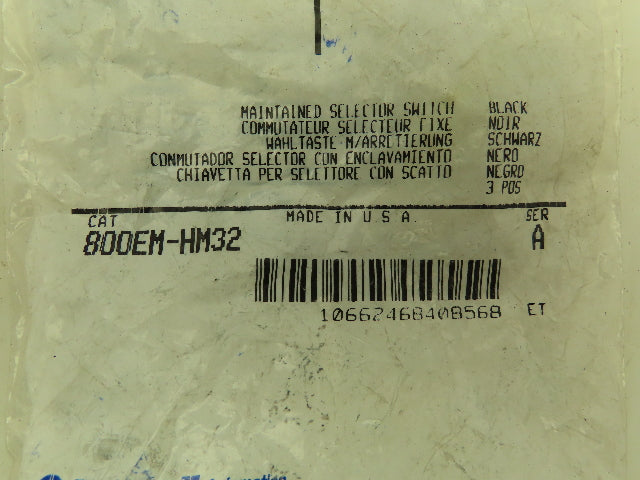 MAINTAINED SELECTOR SWITCH BLACK
COMMUTATEUR SELECTEUR FIXE NOIR
WAHLTASTE M/ARRETIERUNG SCHWARZ
CONMUTADOR SELECTOR CON ENCLAVAMIENTO NERO
CHIAVETTA PER SELETTORE CON SCATTO NEGRO
3 POS
CAT MADE IN U S A. SER
800EM-HM32 A
10662468408568 ET